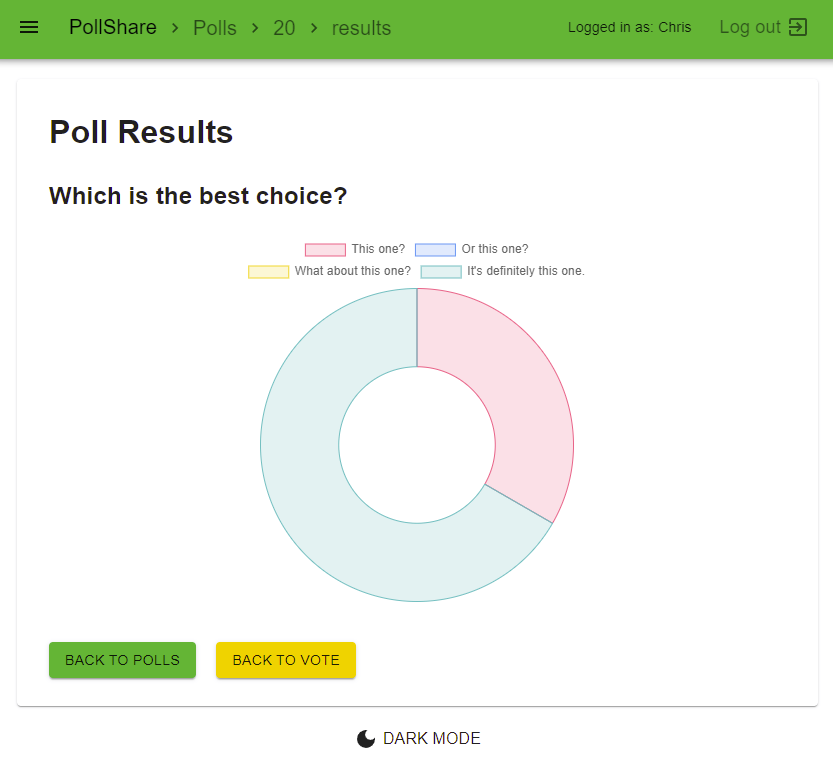 PollShare > Polls > 20 > results Logged in as: Chris Log out
Poll Results
Which is the best choice?
This one? Or this one?
What about this one? It's definitely this one.
BACK TO POLLS BACK TO VOTE
DARK MODE